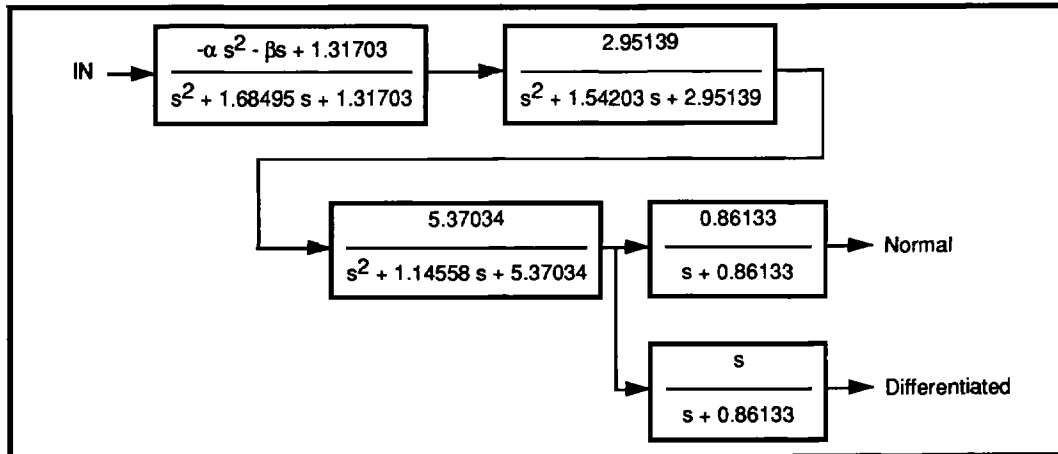 -α s² - βs + 1.31703
s² + 1.68495 s + 1.31703
2.95139
s² + 1.54203 s + 2.95139
IN
5.37034
s² + 1.14558 s + 5.37034
0.86133
s + 0.86133
Normal
s
s + 0.86133
Differentiated